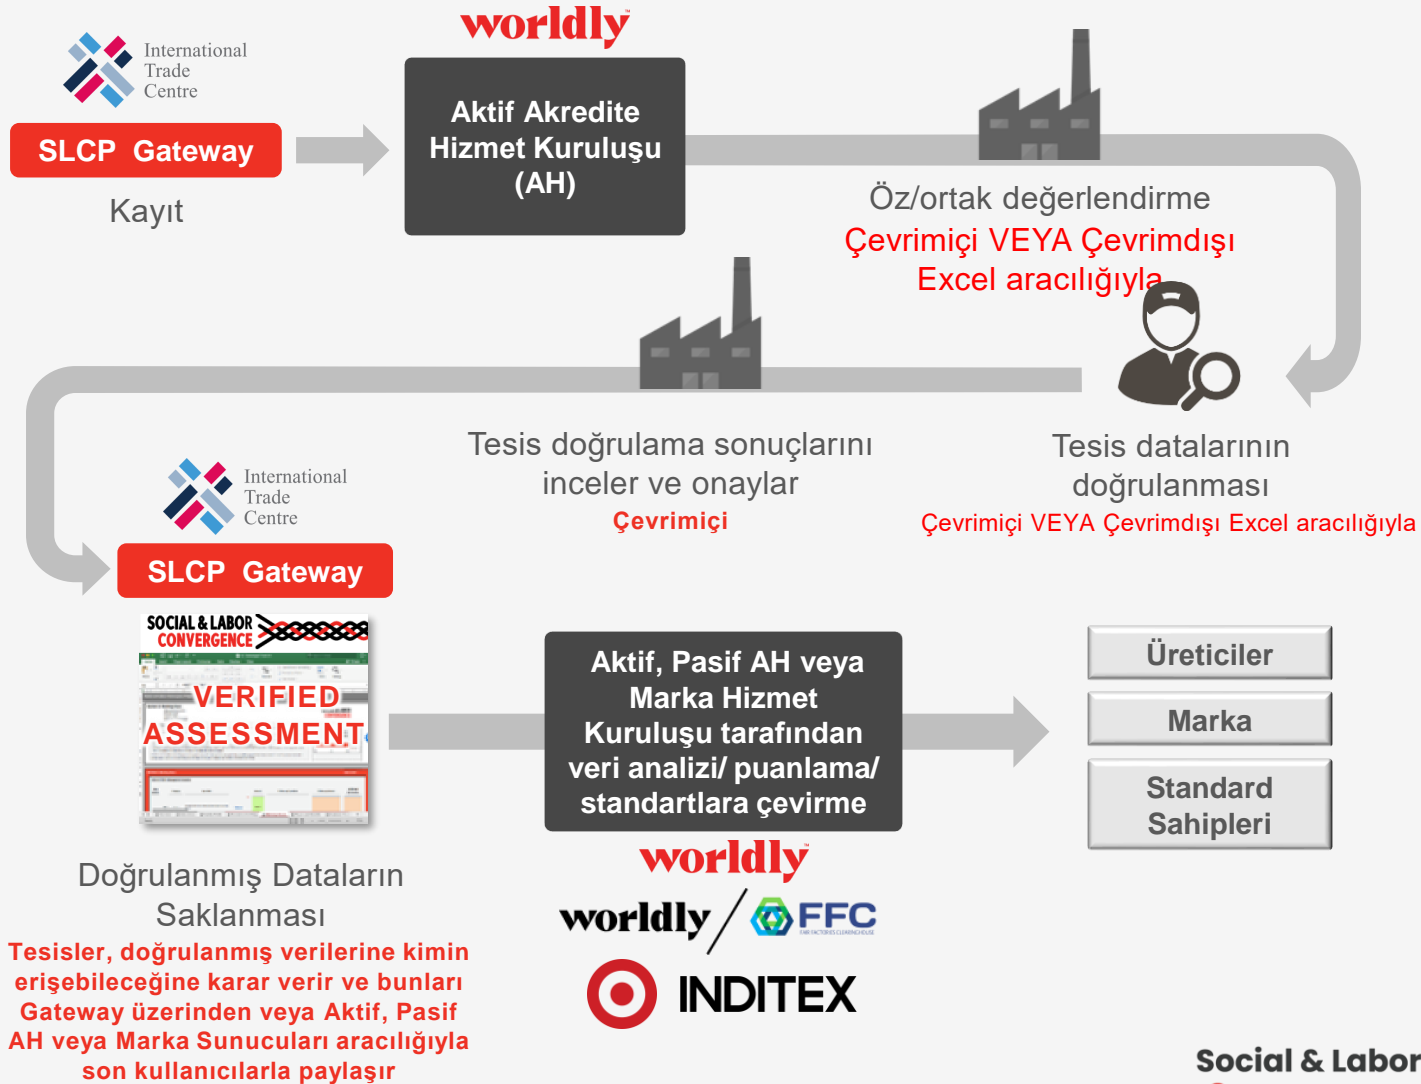 International
Trade
Centre
SLCP Gateway
Kayıt
worldly
Aktif Akredite
Hizmet Kuruluşu
(AH)
Öz/ortak değerlendirme
Çevrimiçi VEYA Çevrimdışı
Excel aracılığıyla
Tesis datalarının
doğrulanması
Çevrimiçi VEYA Çevrimdışı Excel aracılığıyla
Tesis doğrulama sonuçlarını
inceler ve onaylar
Çevrimiçi
International
Trade
Centre
SLCP Gateway
SOCIAL & LABOR
CONVERGENCE
VERIFIED
ASSESSMENT
Doğrulanmış Dataların
Saklanması
Tesisler, doğrulanmış verilerine kimin
erişebileceğine karar verir ve bunları
Gateway üzerinden veya Aktif, Pasif
AH veya Marka Sunucuları aracılığıyla
son kullanıcılarla paylaşır
Aktif, Pasif AH veya
Marka Hizmet
Kuruluşu tarafından
veri analizi/ puanlama/
standartlara çevirme
worldly
worldly / FFC
FAIR FACTORIES CLEARINGHOUSE
INDITEX
Üreticiler
Marka
Standard
Sahipleri
Social & Labor